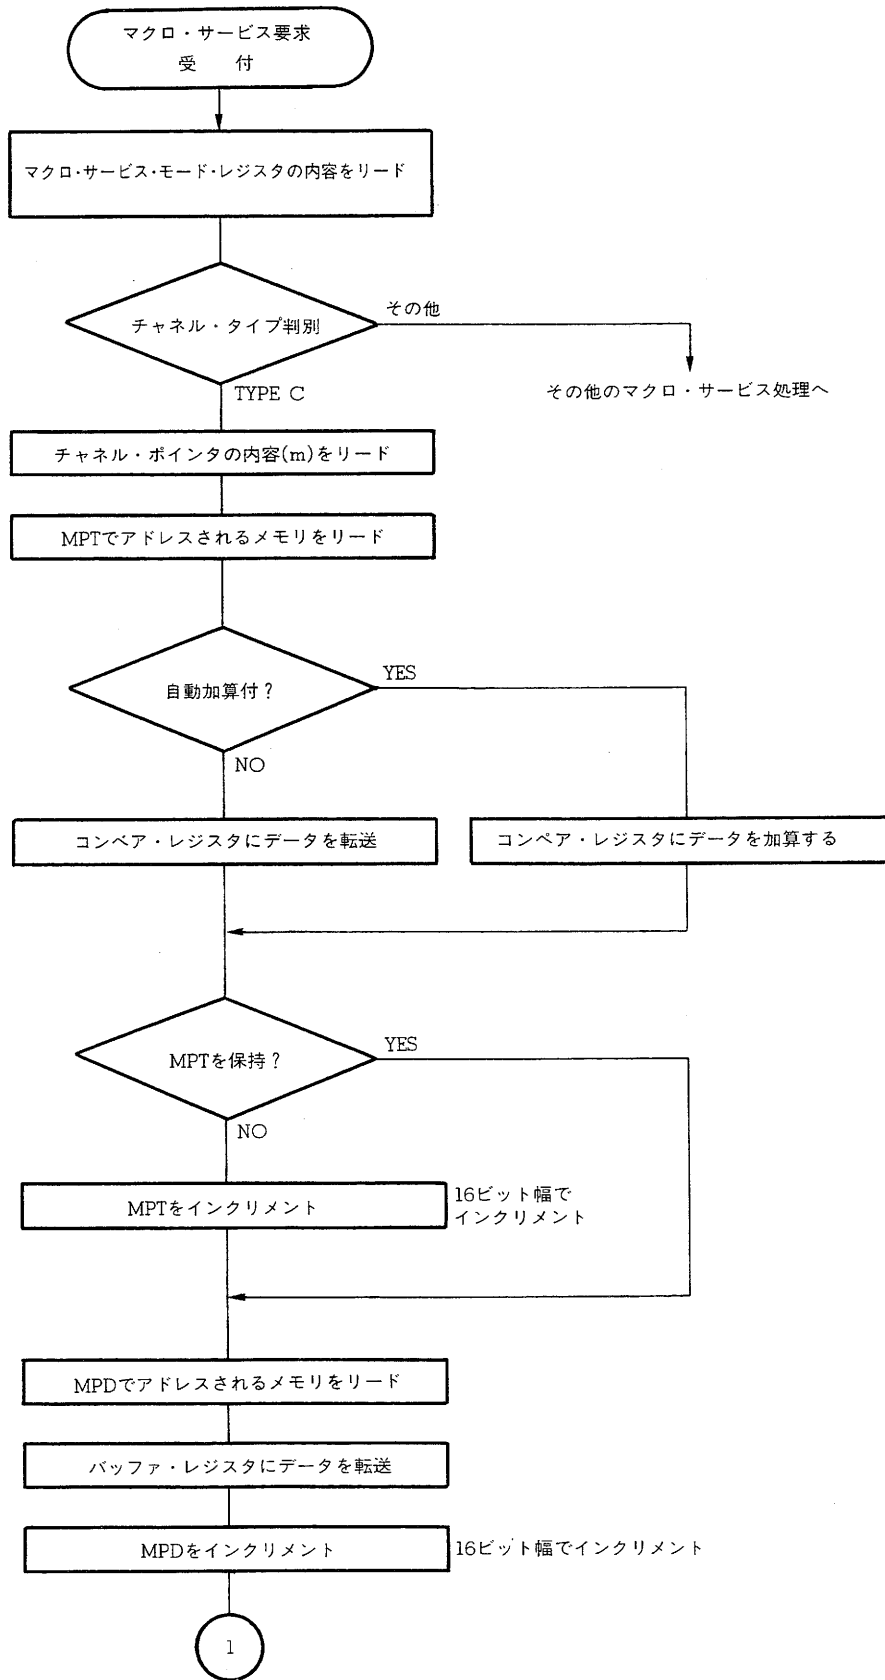 マクロ・サービス要求
受 付
マクロ・サービス・モード・レジスタの内容をリード
チャネル・タイプ判別
その他
TYPE C
その他のマクロ・サービス処理へ
チャネル・ポインタの内容(m)をリード
MPTでアドレスされるメモリをリード
自動加算付?
YES
NO
コンペア・レジスタにデータを転送
コンペア・レジスタにデータを加算する
MPTを保持?
YES
NO
MPTをインクリメント
16ビット幅で
インクリメント
MPDでアドレスされるメモリをリード
バッファ・レジスタにデータを転送
MPDをインクリメント
16ビット幅でインクリメント
1